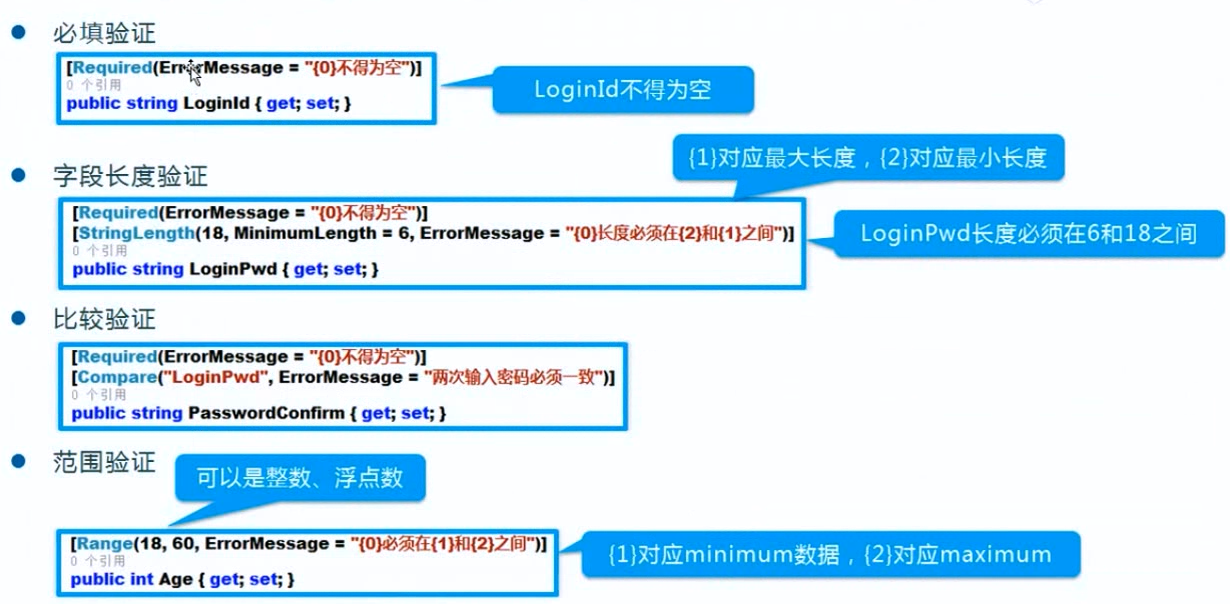 必填验证
[Required(ErrorMessage = "{0}不得为空")]
0 个引用
public string LoginId { get; set; }
LoginId不得为空
{1}对应最大长度，{2}对应最小长度
字段长度验证
[Required(ErrorMessage = "{0}不得为空")]
[StringLength(18, MinimumLength = 6, ErrorMessage = "{0}长度必须在{2}和{1}之间")]
0 个引用
public string LoginPwd { get; set; }
LoginPwd长度必须在6和18之间
比较验证
[Required(ErrorMessage = "{0}不得为空")]
[Compare("LoginPwd", ErrorMessage = "两次输入密码必须一致")]
0 个引用
public string PasswordConfirm { get; set; }
范围验证
可以是整数、浮点数
[Range(18, 60, ErrorMessage = "{0}必须在{1}和{2}之间")]
0 个引用
public int Age { get; set; }
{1}对应minimum数据，{2}对应maximum